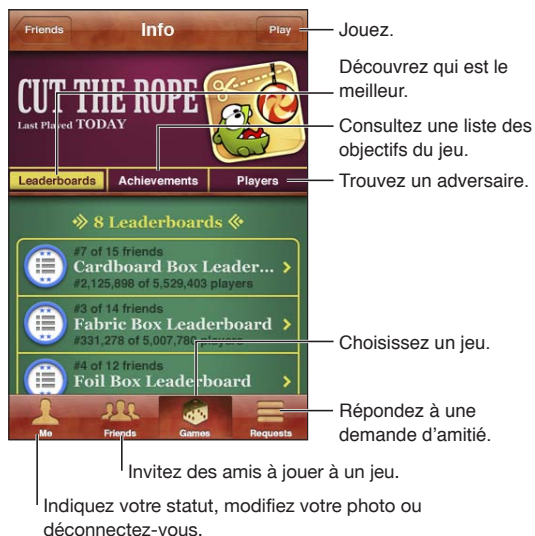 Friends
Info
Play
Jouez.
Découvrez qui est le
meilleur.
CUT THE ROPE
Last Played TODAY
Consultez une liste des
objectifs du jeu.
Leaderboards
Achievements
Players
Trouvez un adversaire.
8 Leaderboards
#7 of 15 friends
Cardboard Box Leader...
#2,125,898 of 5,529,403 players
#3 of 14 friends
Fabric Box Leaderboard
#331,278 of 5,007,780 players
Choisissez un jeu.
#4 of 12 friends
Foil Box Leaderboard
Me
Friends
Games
Requests
Répondez à une
demande d’amitié.
Invitez des amis à jouer à un jeu.
Indiquez votre statut, modifiez votre photo ou
déconnectez-vous.